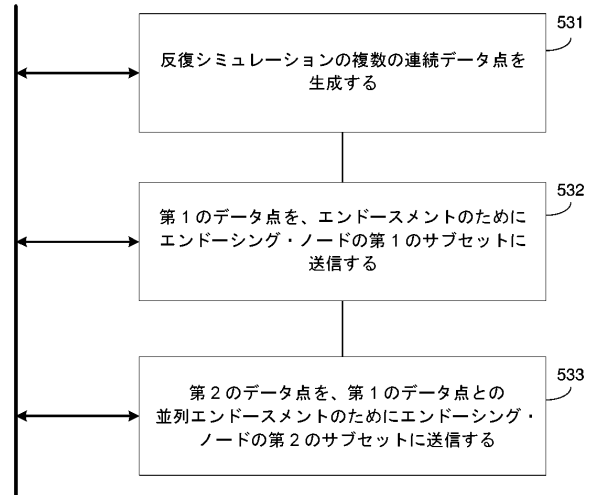 531
反復シミュレーションの複数の連続データ点を
生成する
532
第1のデータ点を、エンドースメントのために
エンドーシング・ノードの第1のサブセットに
送信する
533
第2のデータ点を、第1のデータ点との
並列エンドースメントのためにエンドーシング・
ノードの第2のサブセットに送信する